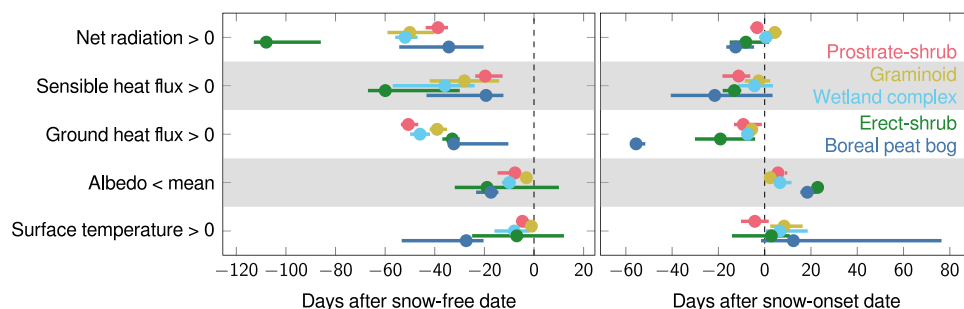 Net radiation > 0
Sensible heat flux > 0
Ground heat flux > 0
Albedo < mean
Surface temperature > 0
−120 −100 −80 −60 −40 −20 0
Days after snow-free date
Prostrate-shrub
Graminoid
Wetland complex
Erect-shrub
Boreal peat bog
−60 −40 −20 0 20 40 60 80
Days after snow-onset date